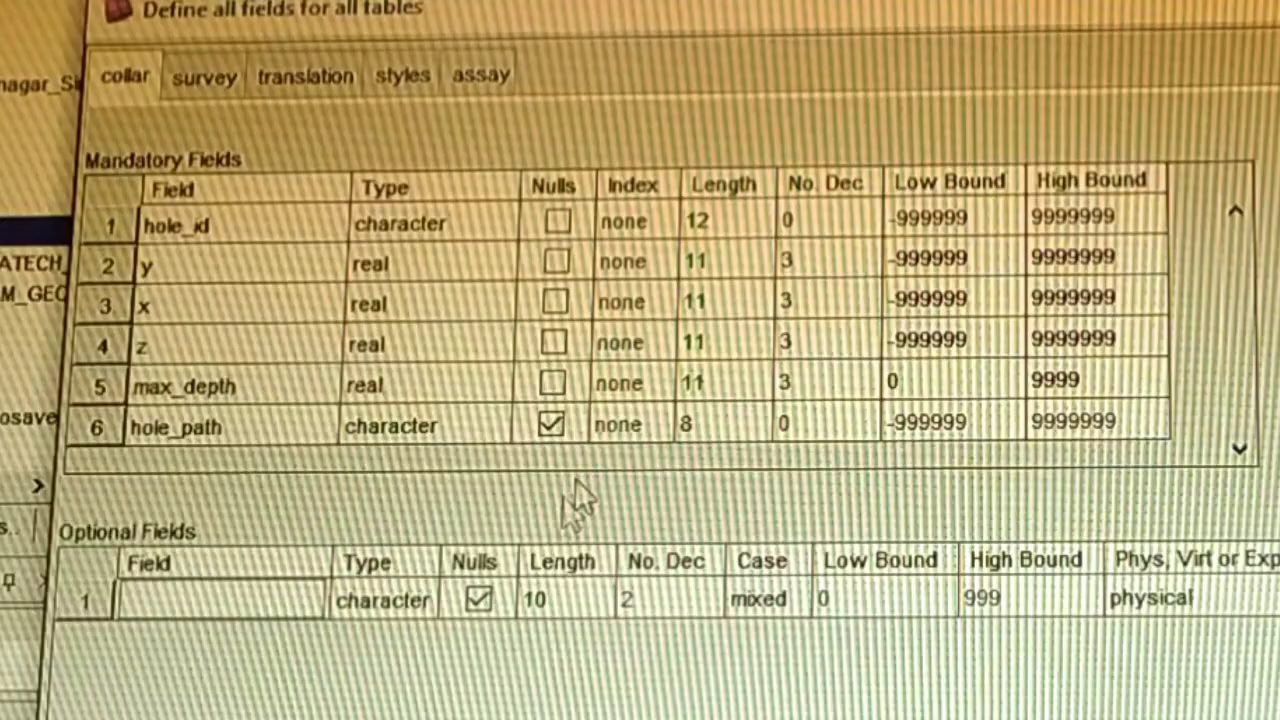 Define all fields for all tables
nagar_S
collar survey translation styles assay
Mandatory Fields
Field Type Nulls Index Length No. Dec Low Bound High Bound
1 hole_id character none 12 0 -999999 9999999
ATECH_
2 y real none 11 3 -999999 9999999
M_GEO
3 x real none 11 3 -999999 9999999
4 z real none 11 3 -999999 9999999
5 max_depth real none 11 3 0 9999
osave
6 hole_path character none 8 0 -999999 9999999
s..
Optional Fields
Field Type Nulls Length No. Dec Case Low Bound High Bound Phys, Virt or Exp
1 character 10 2 mixed 0 999 physical